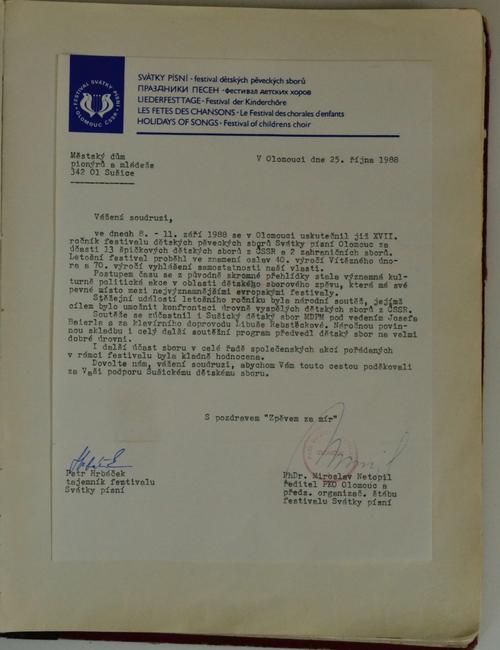 FESTIVAL SVÁTKY PÍSNÍ
OLOMOUC ČSSR
SVÁTKY PÍSNÍ - festival dětských pěveckých sborů
ПРАЗДНИКИ ПЕСЕН - фестивал детских хоров
LIEDERFESTTAGE - Festival der Kinderchöre
LES FETES DES CHANSONS - Le Festival des chorales d'enfants
HOLIDAYS OF SONGS - Festival of childrens choir
Městský dům
pionýrů a mládeže
342 01 Sušice
V Olomouci dne 25. října 1988
Vážení soudruzi,
ve dnech 8. - 11. září 1988 se v Olomouci uskutečnil již XVII.
ročník festivalu dětských pěveckých sborů Svátky písní Olomouc za
účasti 13 špičkových dětských sborů z ČSSR a 2 zahraničních sborů.
Letošní festival proběhl ve znamení oslav 40. výročí Vítězného úno-
ra a 70. výročí vyhlášení samostatnosti naší vlasti.
Postupem času se z původně skromné přehlídky stala významná kul-
turně politická akce v oblasti dětského sborového zpěvu, která má své
pevné místo mezi nejvýznamnějšími evropskými festivaly.
Stěžejní událostí letošního ročníku byla národní soutěž, jejímž
cílem bylo umožnit konfrontaci úrovně vyspělých dětských sborů z ČSSR.
Soutěže se zúčastnil i Sušický dětský sbor MDPM pod vedením Josefa
Baierla a za klavírního doprovodu Libuše Rebstöckové. Náročnou povin-
nou skladbu i celý další soutěžní program předvedl dětský sbor na velmi
dobré úrovni.
I další účast sboru v celé řadě společenských akcí pořádaných
v rámci festivalu byla kladně hodnocena.
Dovolte nám, vážení soudruzi, abychom Vám touto cestou poděkovali
za Vaši podporu Sušickému dětskému sboru.
S pozdravem "Zpěvem za mír"
Petr Hrbáček
tajemník festivalu
Svátky písní
PhDr. Miroslav Netopil
ředitel PKO Olomouc a
předs. organizač. štábu
festivalu Svátky písní